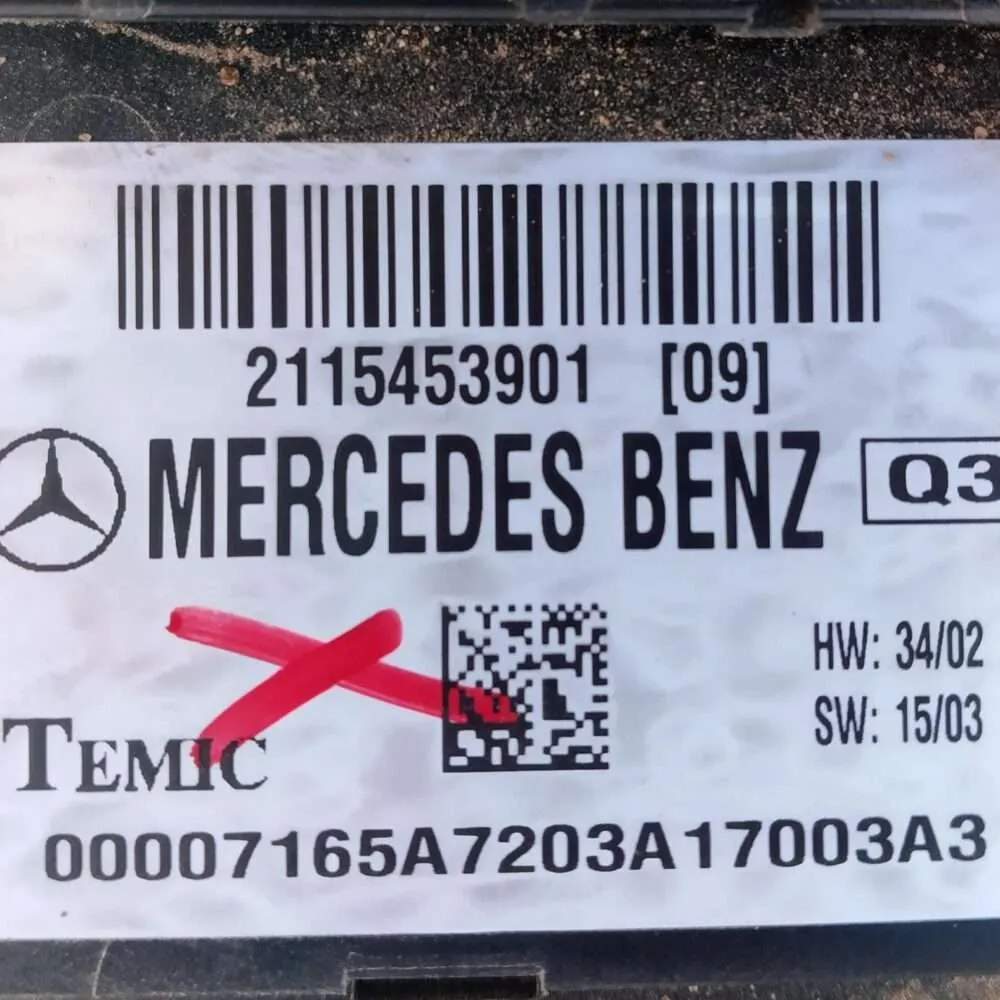 2115453901 [09]
MERCEDES BENZ Q3
HW: 34/02
SW: 15/03
TEMIC
00007165A7203A17003A3